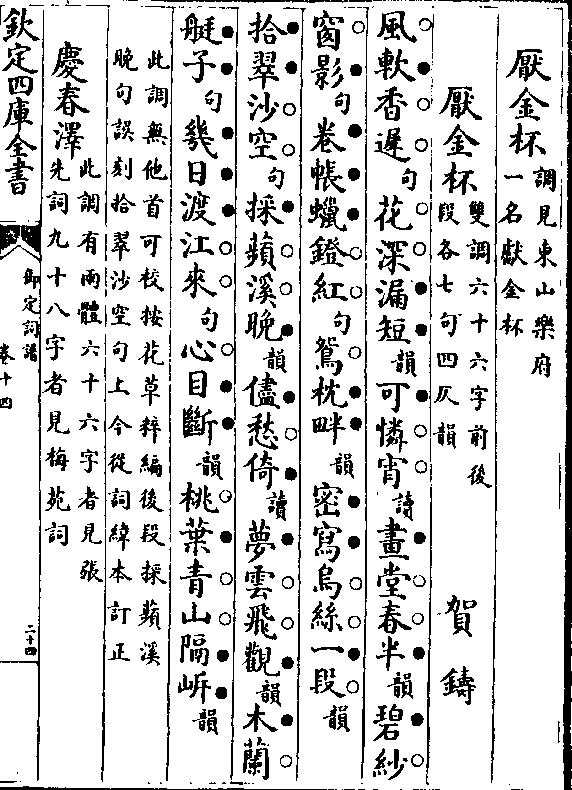 厭金杯調見東山樂府
一名獻金杯
厭金杯雙調六十六字前後
段各七句四仄韻
賀鑄
風軟香遲句花深漏短韻可憐宵讀畫堂春半韻碧紗
窗影句卷帳蠟鐙紅句鴛枕畔韻密寫烏絲一段韻
拾翠沙空句採蘋溪晚韻儘愁倚讀夢雲飛觀韻木蘭
艇子句幾日渡江來句心目斷韻桃葉青山隔岍韻
此調無他首可校按花草粹編後段採蘋溪
晚句誤刻拾翠沙空句上今從詞緯本訂正
慶春澤此調有兩體六十六字者見張
先詞九十八字者見梅苑詞
欽定四庫全書
御定詞譜
卷十四
二十四